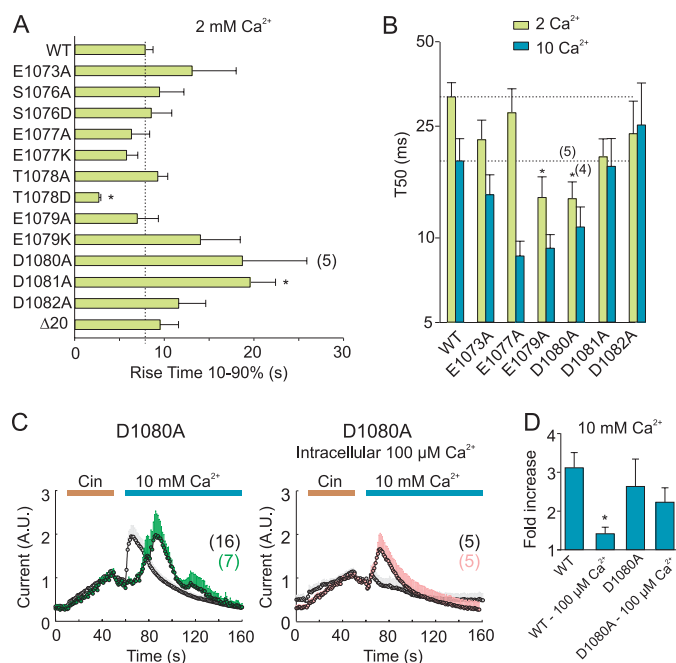 A
2 mM Ca²⁺
WT
E1073A
S1076A
S1076D
E1077A
E1077K
T1078A
T1078D
*
E1079A
E1079K
D1080A
(5)
D1081A
*
D1082A
Δ20
0
10
20
30
Rise Time 10-90% (s)
B
2 Ca²⁺
10 Ca²⁺
50
25
10
5
T50 (ms)
(5)
* *(4)
WT
E1073A
E1077A
E1079A
D1080A
D1081A
D1082A
C
D1080A
Cin
10 mM Ca²⁺
3
2
1
0
Current (A.U.)
(16)
(7)
0
40
80
120
160
Time (s)
D1080A
Intracellular 100 µM Ca²⁺
Cin
10 mM Ca²⁺
3
2
1
0
Current (A.U.)
(5)
(5)
0
40
80
120
160
Time (s)
D
10 mM Ca²⁺
4
3
2
1
Fold increase
*
WT
WT - 100 µM Ca²⁺
D1080A
D1080A - 100 µM Ca²⁺